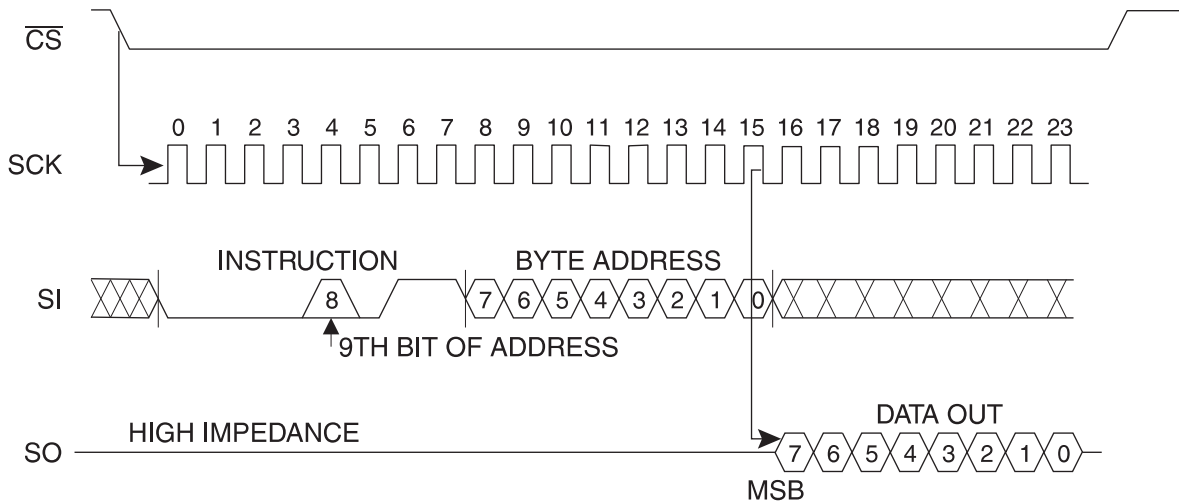 CS
0 1 2 3 4 5 6 7 8 9 10 11 12 13 14 15 16 17 18 19 20 21 22 23
SCK
INSTRUCTION BYTE ADDRESS
SI 8 7 6 5 4 3 2 1 0
9TH BIT OF ADDRESS
DATA OUT
HIGH IMPEDANCE
SO 7 6 5 4 3 2 1 0
MSB